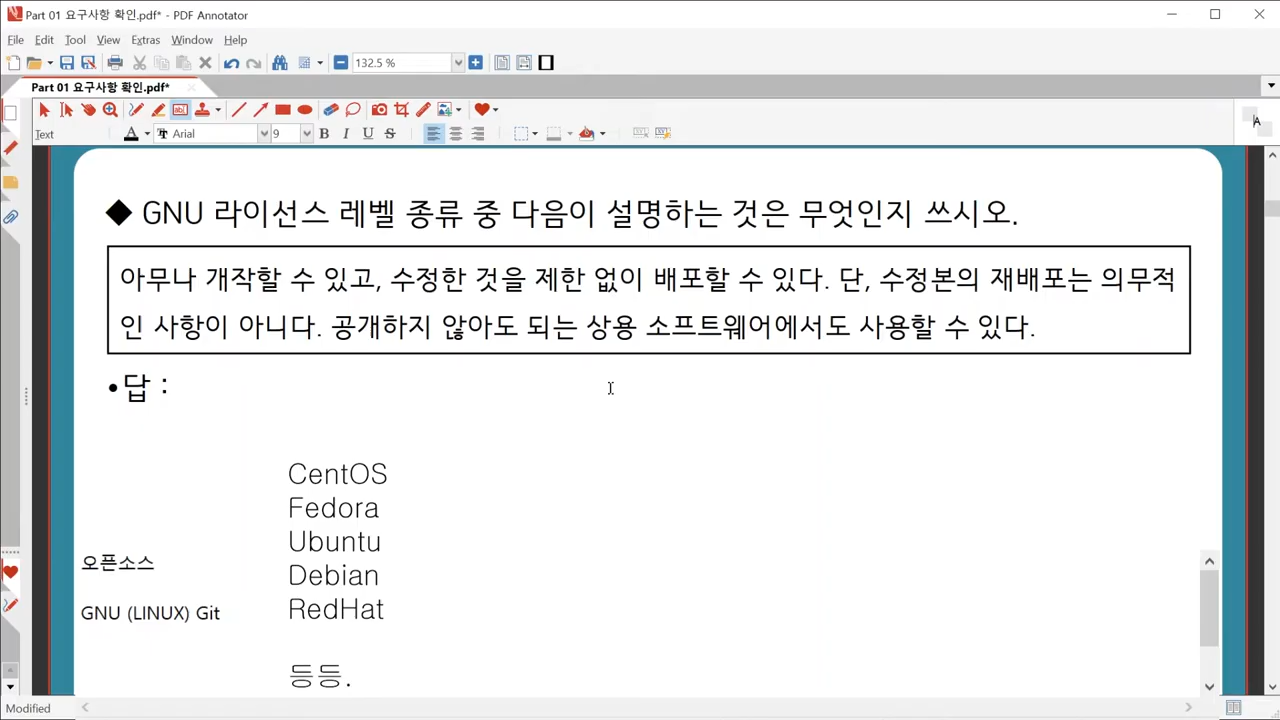 Part 01 요구사항 확인.pdf* - PDF Annotator
File Edit Tool View Extras Window Help
132.5 %
Part 01 요구사항 확인.pdf*
Text Arial 9 B I U S
◆ GNU 라이선스 레벨 종류 중 다음이 설명하는 것은 무엇인지 쓰시오.
아무나 개작할 수 있고, 수정한 것을 제한 없이 배포할 수 있다. 단, 수정본의 재배포는 의무적
인 사항이 아니다. 공개하지 않아도 되는 상용 소프트웨어에서도 사용할 수 있다.
•답 :
CentOS
Fedora
Ubuntu
Debian
RedHat
오픈소스
GNU (LINUX) Git
등등.
Modified